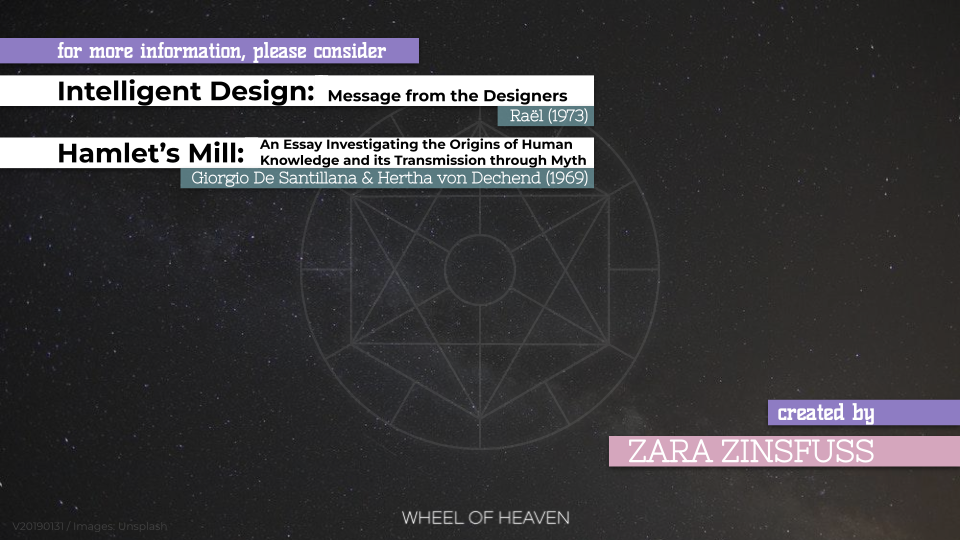 for more information, please consider
Intelligent Design: Message from the Designers
Raël (1973)
Hamlet's Mill: An Essay Investigating the Origins of Human
Knowledge and its Transmission through Myth
Giorgio De Santillana & Hertha von Dechend (1969)
created by
ZARA ZINSFUSS
WHEEL OF HEAVEN
V20190131 / Images: Unsplash